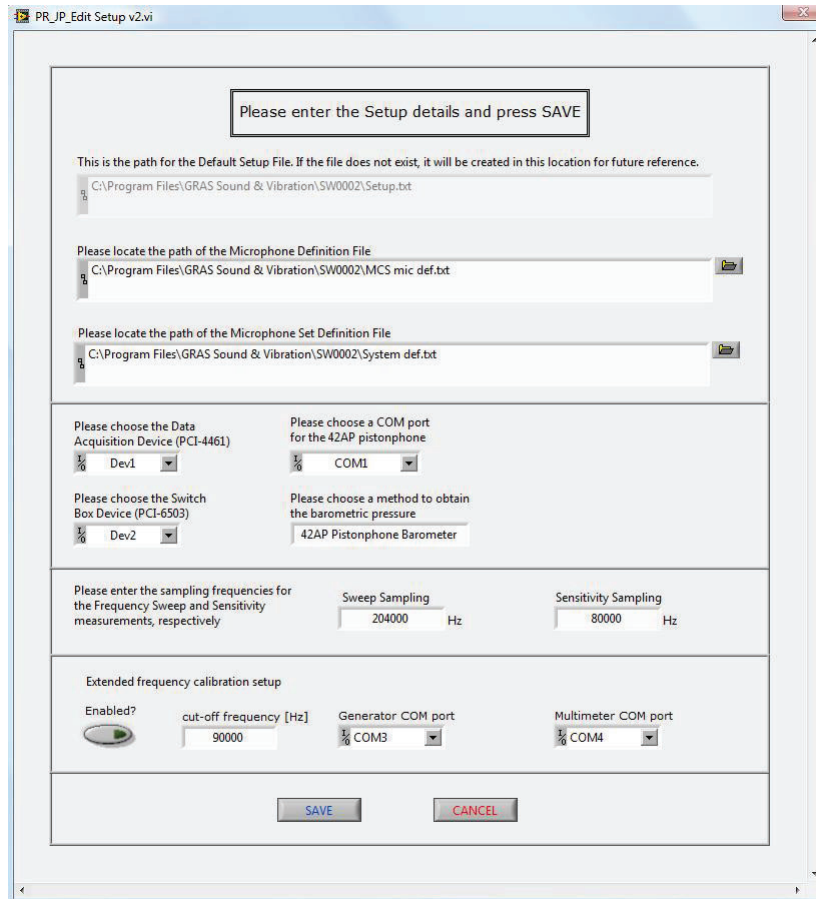 PR_JP_Edit Setup v2.vi
Please enter the Setup details and press SAVE
This is the path for the Default Setup File. If the file does not exist, it will be created in this location for future reference.
C:\Program Files\GRAS Sound & Vibration\SW0002\Setup.txt
Please locate the path of the Microphone Definition File
C:\Program Files\GRAS Sound & Vibration\SW0002\MCS mic def.txt
Please locate the path of the Microphone Set Definition File
C:\Program Files\GRAS Sound & Vibration\SW0002\System def.txt
Please choose the Data
Acquisition Device (PCI-4461)
Dev1
Please choose a COM port
for the 42AP pistonphone
COM1
Please choose the Switch
Box Device (PCI-6503)
Dev2
Please choose a method to obtain
the barometric pressure
42AP Pistonphone Barometer
Please enter the sampling frequencies for
the Frequency Sweep and Sensitivity
measurements, respectively
Sweep Sampling
204000 Hz
Sensitivity Sampling
80000 Hz
Extended frequency calibration setup
Enabled?
cut-off frequency [Hz]
90000
Generator COM port
COM3
Multimeter COM port
COM4
SAVE
CANCEL